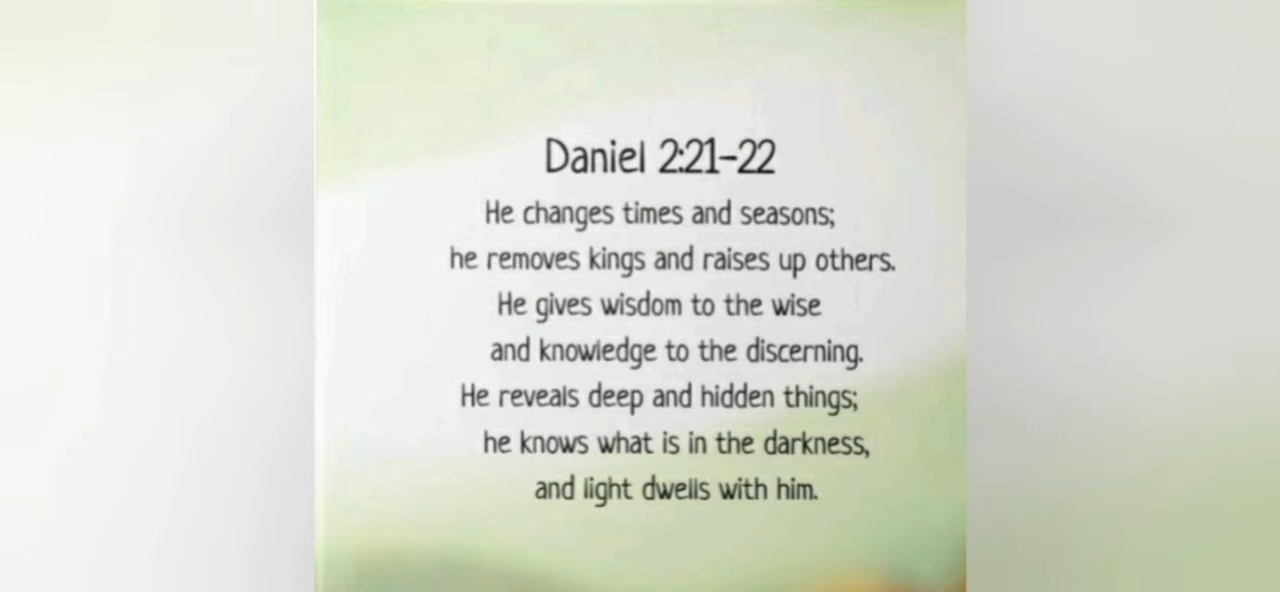 Daniel 2:21-22
He changes times and seasons;
he removes kings and raises up others.
He gives wisdom to the wise
and knowledge to the discerning.
He reveals deep and hidden things;
he knows what is in the darkness,
and light dwells with him.